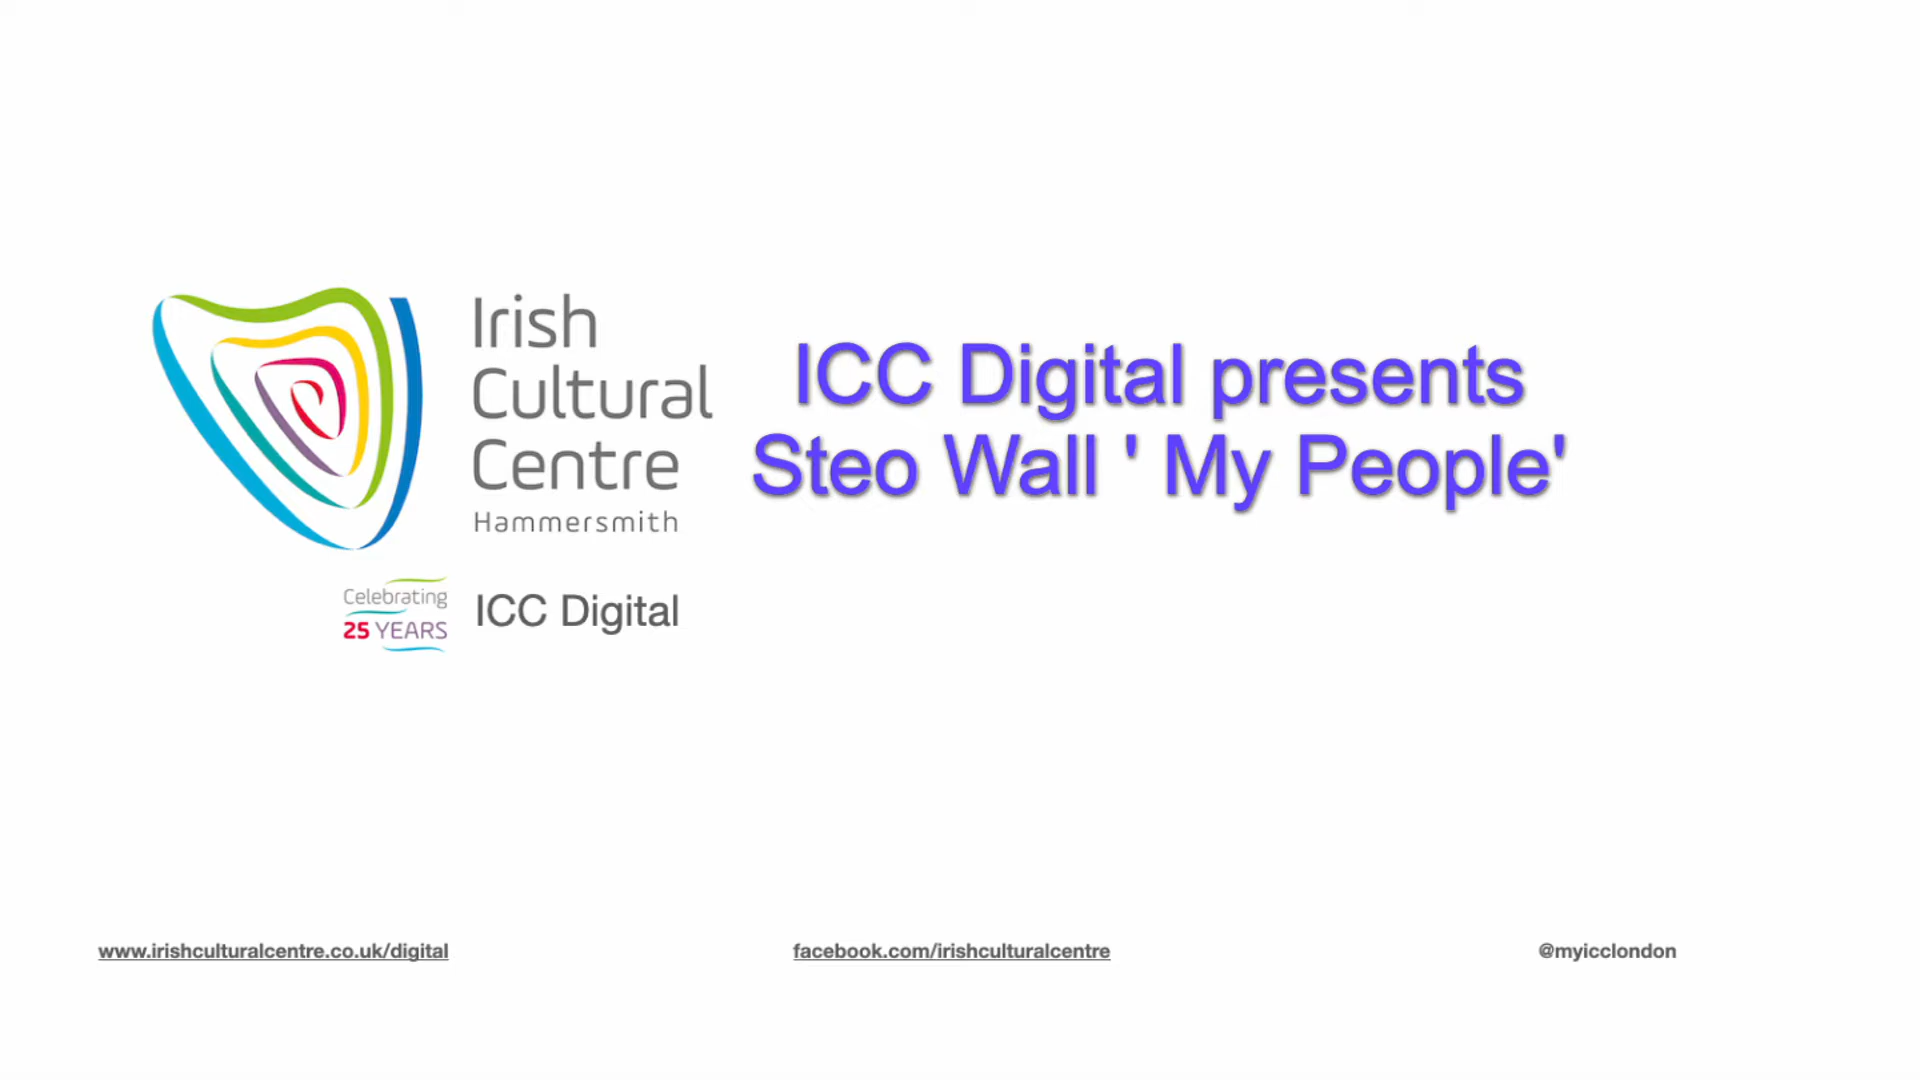 Irish
Cultural
Centre
Hammersmith
Celebrating
25 YEARS
ICC Digital
ICC Digital presents
Steo Wall ' My People'
www.irishculturalcentre.co.uk/digital
facebook.com/irishculturalcentre
@myicclondon